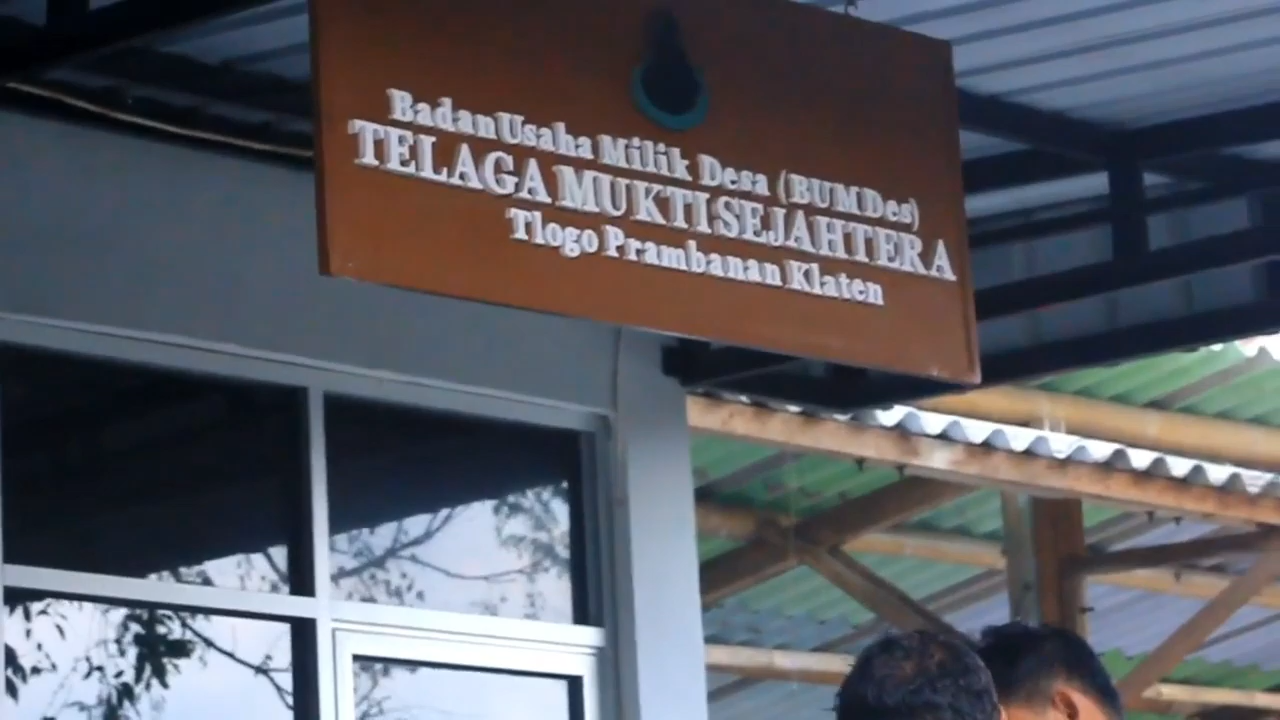 Badan Usaha Milik Desa (BUMDes)
TELAGA MUKTI SEJAHTERA
Tlogo Prambanan Klaten